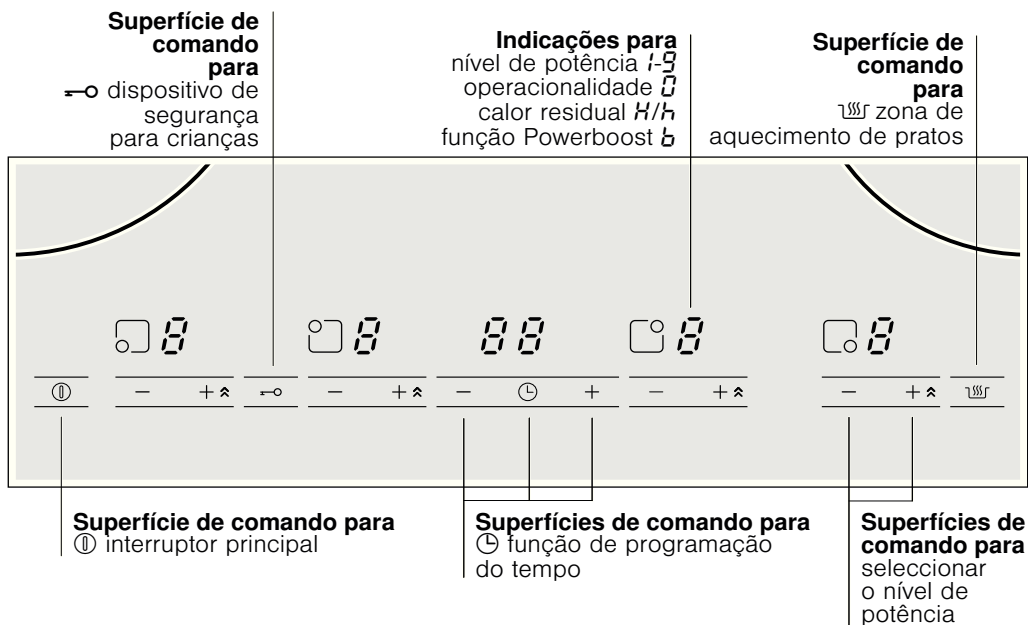 Superfície de
comando
para
dispositivo de
segurança
para crianças
Indicações para
nível de potência 1-9
operacionalidade 0
calor residual H/h
função Powerboost b
Superfície de
comando
para
zona de
aquecimento de pratos
8 8 88 8 8
− + − + − + − + − +
Superfície de comando para
interruptor principal
Superfícies de comando para
função de programação
do tempo
Superfícies de
comando para
seleccionar
o nível de
potência